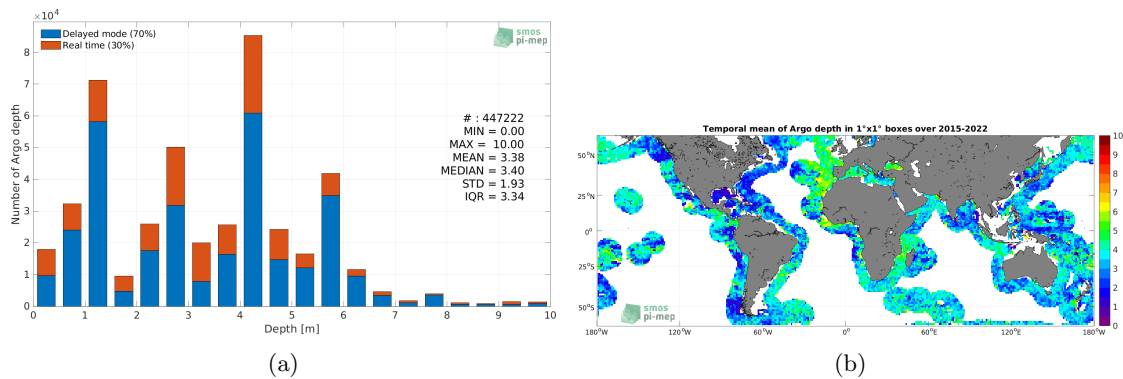 ×10⁴
Delayed mode (70%)
Real time (30%)
smos
pi-mep
Number of Argo depth
8
7
6
5
4
3
2
1
0
# : 447222
MIN = 0.00
MAX = 10.00
MEAN = 3.38
MEDIAN = 3.40
STD = 1.93
IQR = 3.34
0 1 2 3 4 5 6 7 8 9 10
Depth [m]
(a)
Temporal mean of Argo depth in 1°x1° boxes over 2015-2022
50°N
25°N
0°
25°S
50°S
smos
pi-mep
180°W 120°W 60°W 0° 60°E 120°E 180°W
10
9
8
7
6
5
4
3
2
1
0
(b)